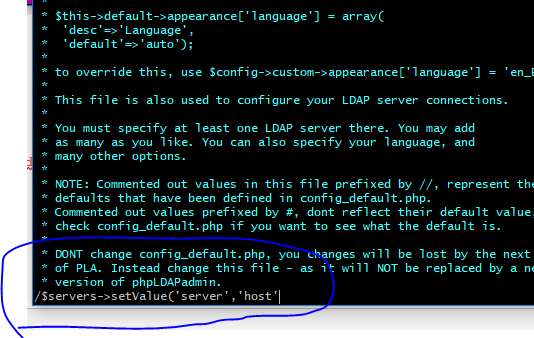 *
* $this->default->appearance['language'] = array(
*  'desc'=>'Language',
*  'default'=>'auto');
*
* to override this, use $config->custom->appearance['language'] = 'en_E
*
* This file is also used to configure your LDAP server connections.
*
* You must specify at least one LDAP server there. You may add
* as many as you like. You can also specify your language, and
* many other options.
*
* NOTE: Commented out values in this file prefixed by //, represent the
* defaults that have been defined in config_default.php.
* Commented out values prefixed by #, dont reflect their default value,
* check config_default.php if you want to see what the default is.
*
* DONT change config_default.php, you changes will be lost by the next
* of PLA. Instead change this file - as it will NOT be replaced by a ne
* version of phpLDAPadmin.
/$servers->setValue('server','host'